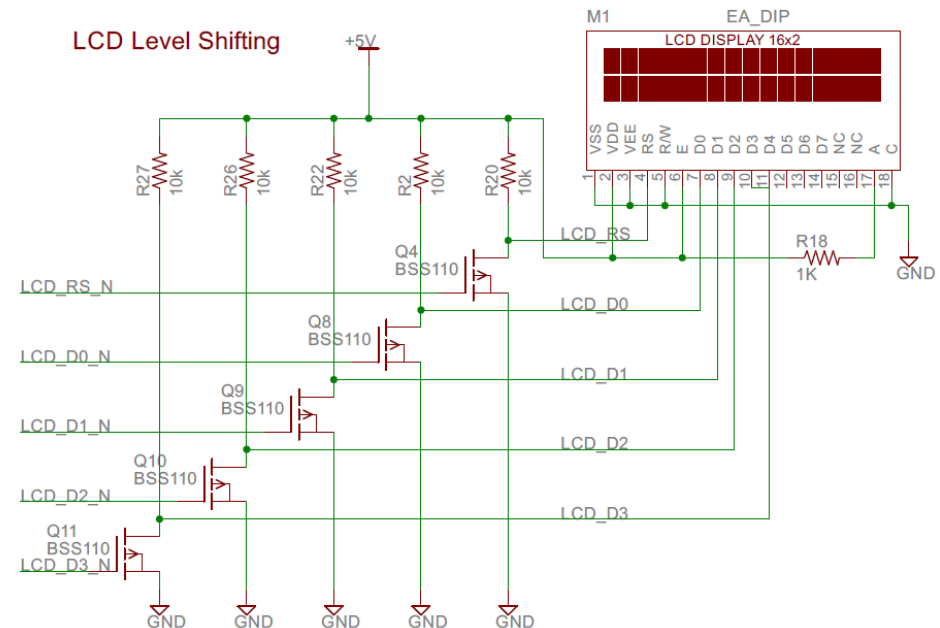 LCD Level Shifting
+5V
M1
EA_DIP
LCD DISPLAY 16x2
VSS
VDD
VEE
RS
R/W
E
D0
D1
D2
D3
D4
D5
D6
D7
NC
NC
A
C
1
2
3
4
5
6
7
8
9
10
11
12
13
14
15
16
17
18
R27
10k
R26
10k
R22
10k
R2
10k
R20
10k
R18
1K
GND
LCD_RS
Q4
BSS110
LCD_RS_N
LCD_D0
Q8
BSS110
LCD_D0_N
LCD_D1
Q9
BSS110
LCD_D1_N
LCD_D2
Q10
BSS110
LCD_D2_N
LCD_D3
Q11
BSS110
LCD_D3_N
GND
GND
GND
GND
GND